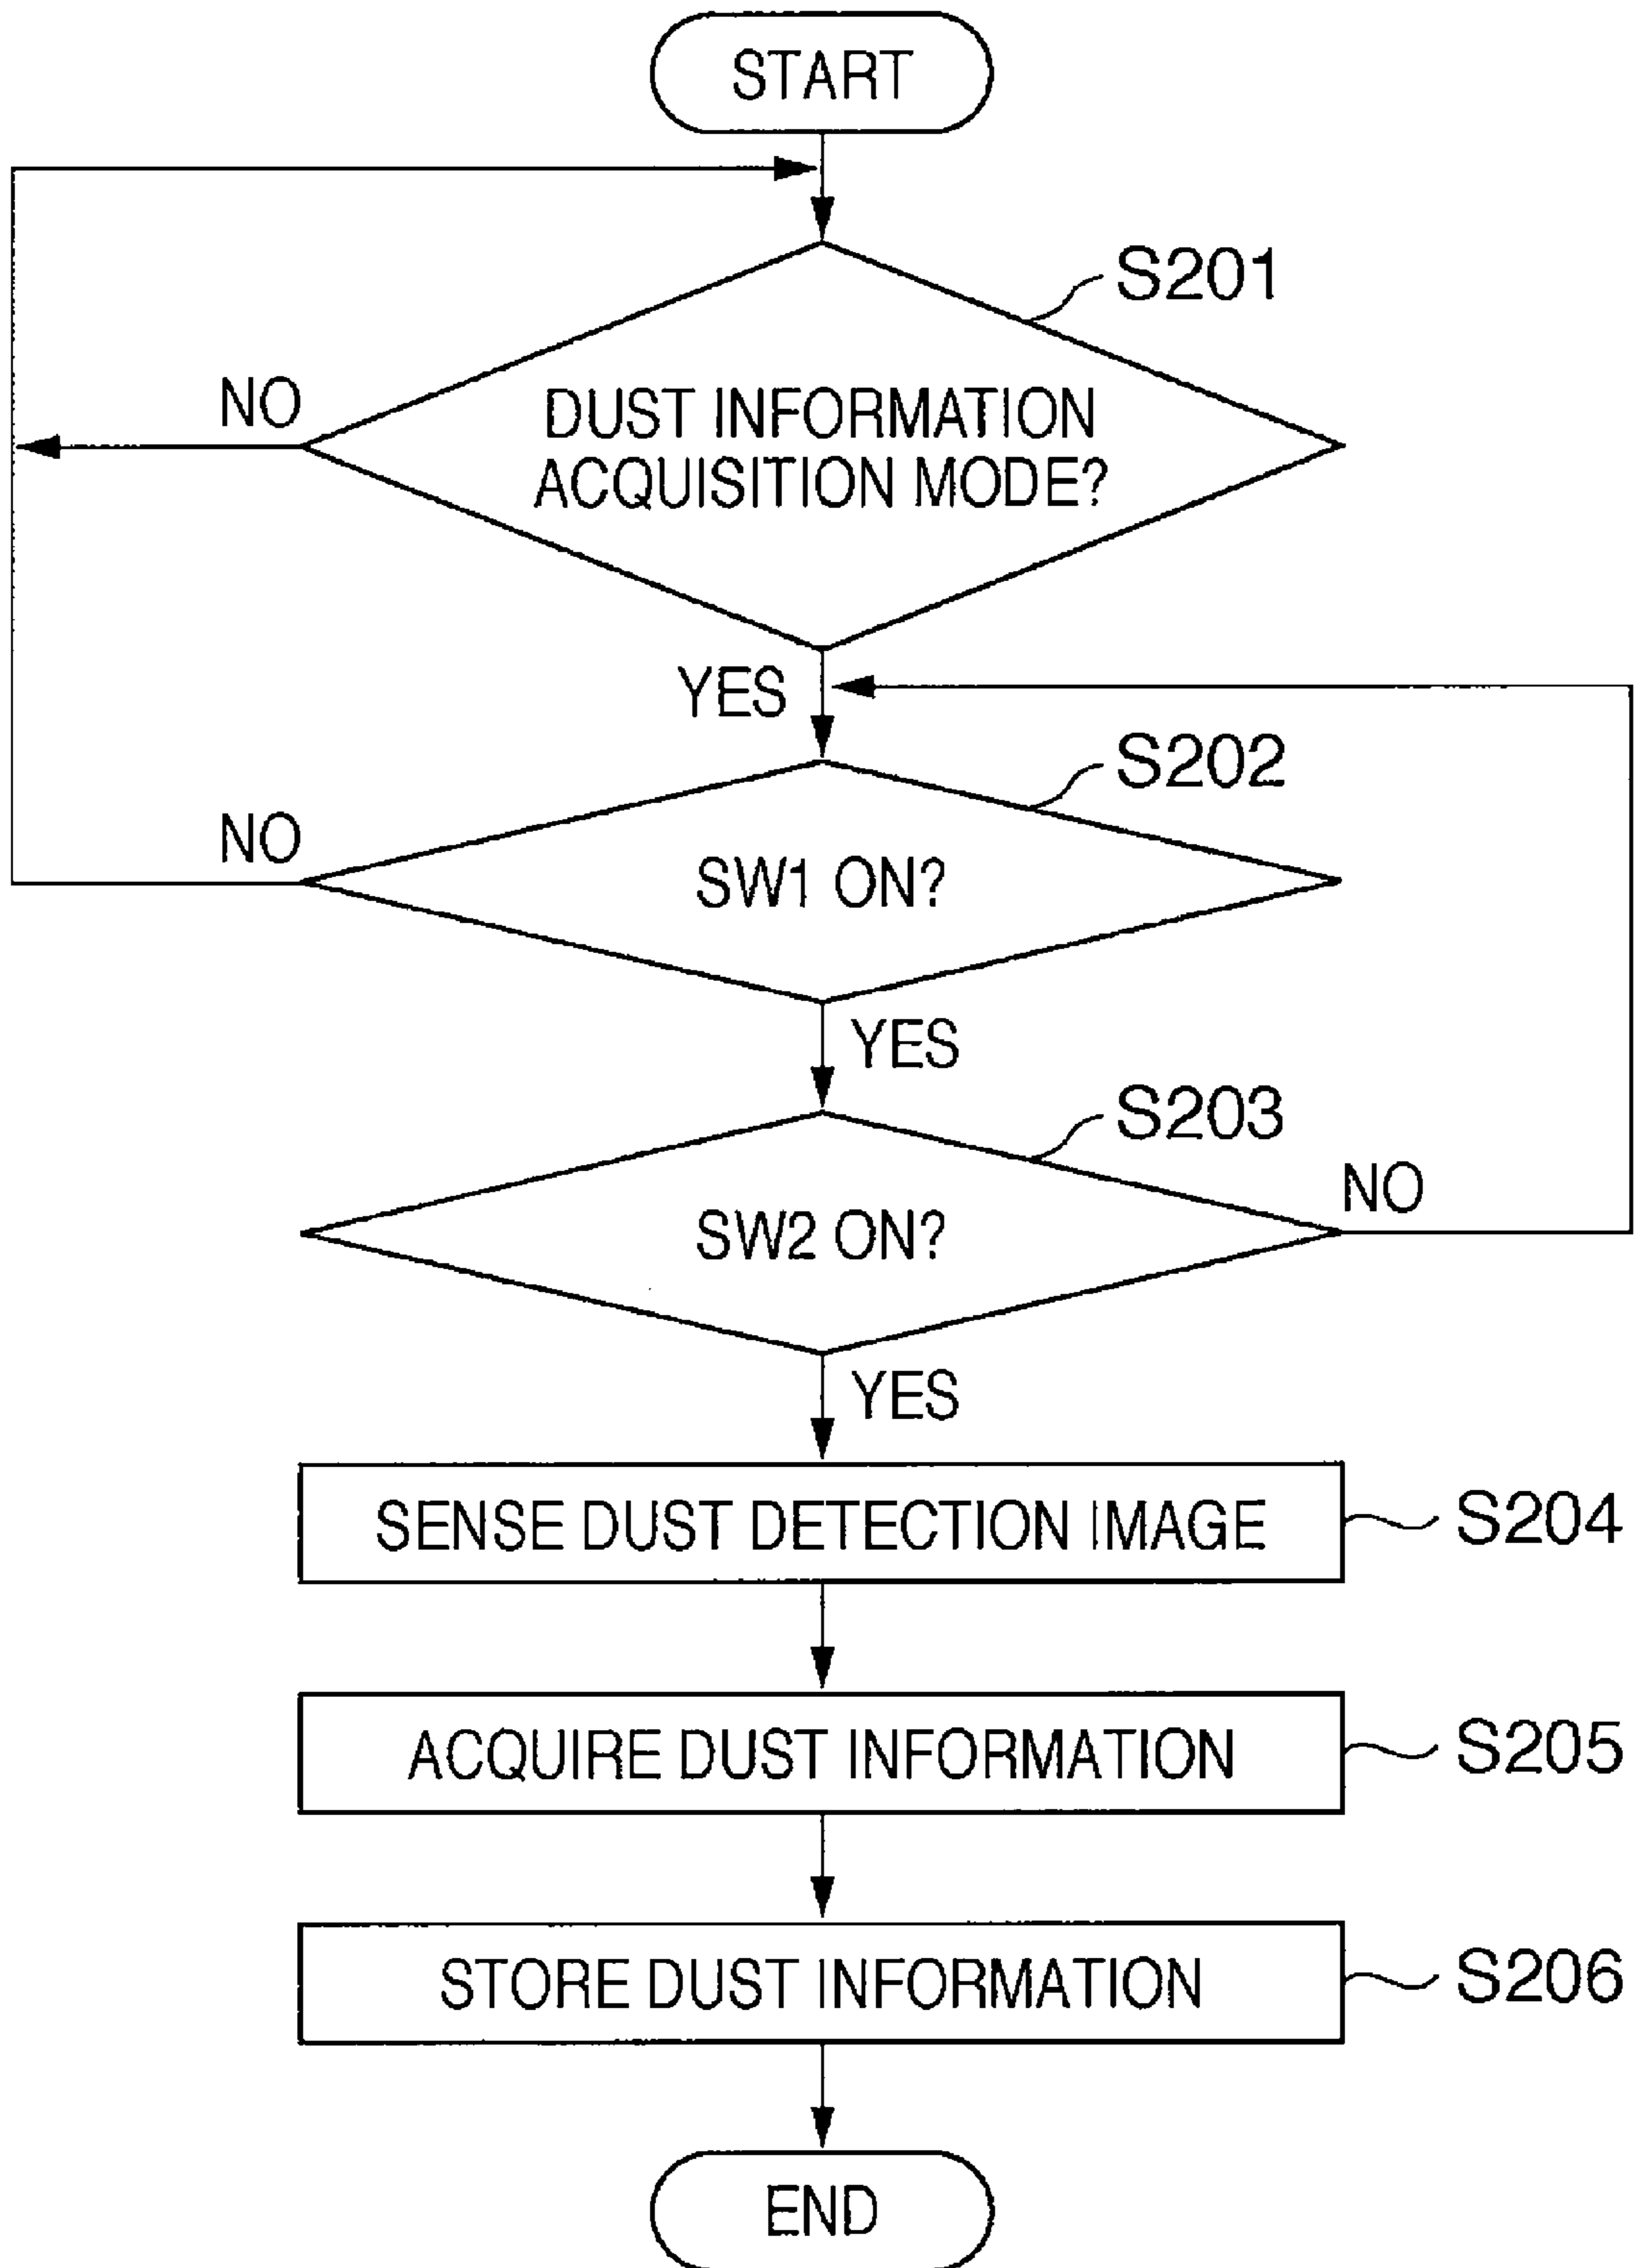 START
S201
NO
DUST INFORMATION
ACQUISITION MODE?
YES
S202
NO
SW1 ON?
YES
S203
NO
SW2 ON?
YES
SENSE DUST DETECTION IMAGE
S204
ACQUIRE DUST INFORMATION
S205
STORE DUST INFORMATION
S206
END